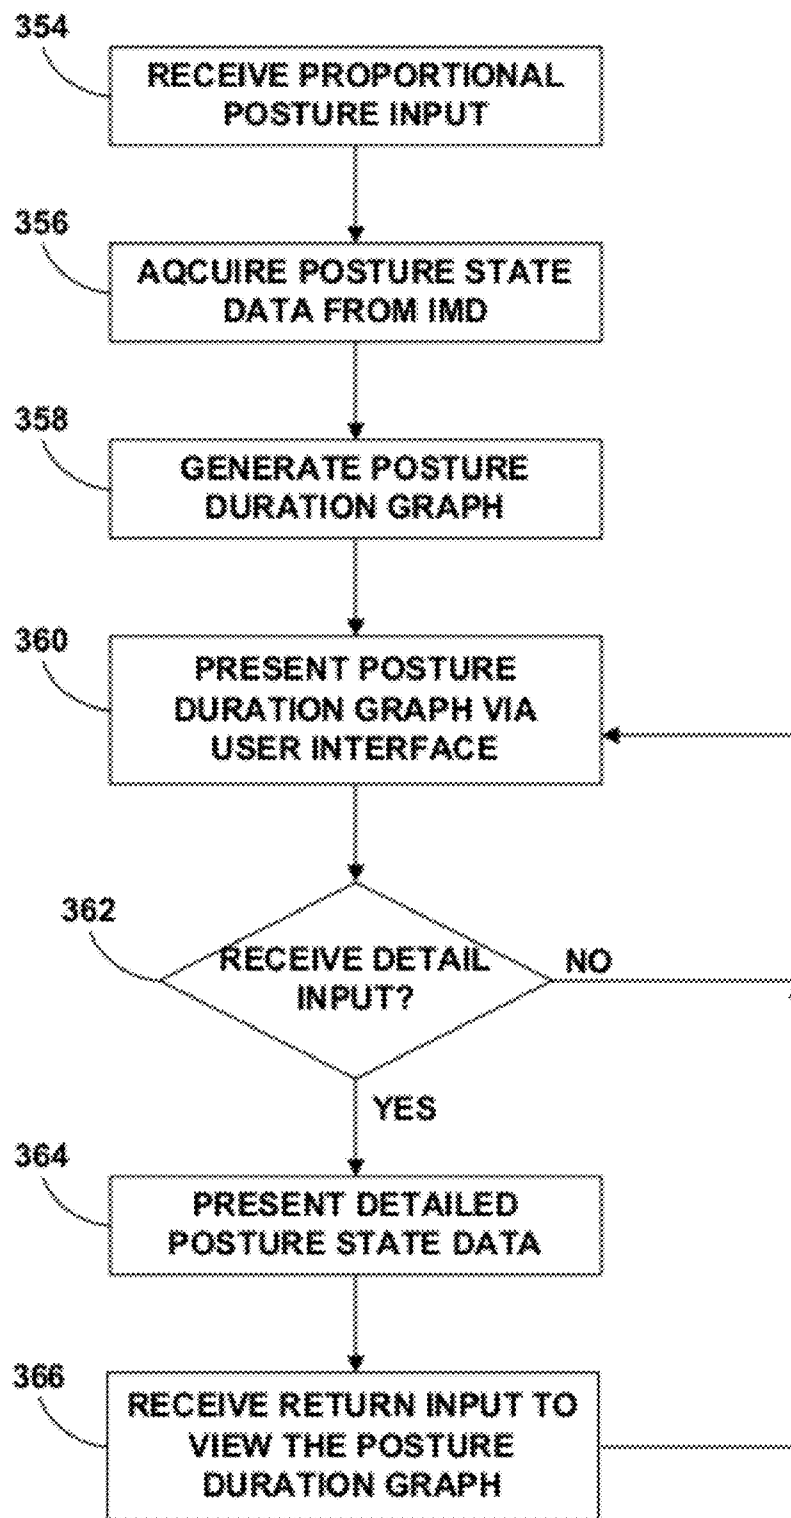 354
RECEIVE PROPORTIONAL
POSTURE INPUT
356
AQCUIRE POSTURE STATE
DATA FROM IMD
358
GENERATE POSTURE
DURATION GRAPH
360
PRESENT POSTURE
DURATION GRAPH VIA
USER INTERFACE
362
RECEIVE DETAIL
INPUT?
NO
YES
364
PRESENT DETAILED
POSTURE STATE DATA
366
RECEIVE RETURN INPUT TO
VIEW THE POSTURE
DURATION GRAPH